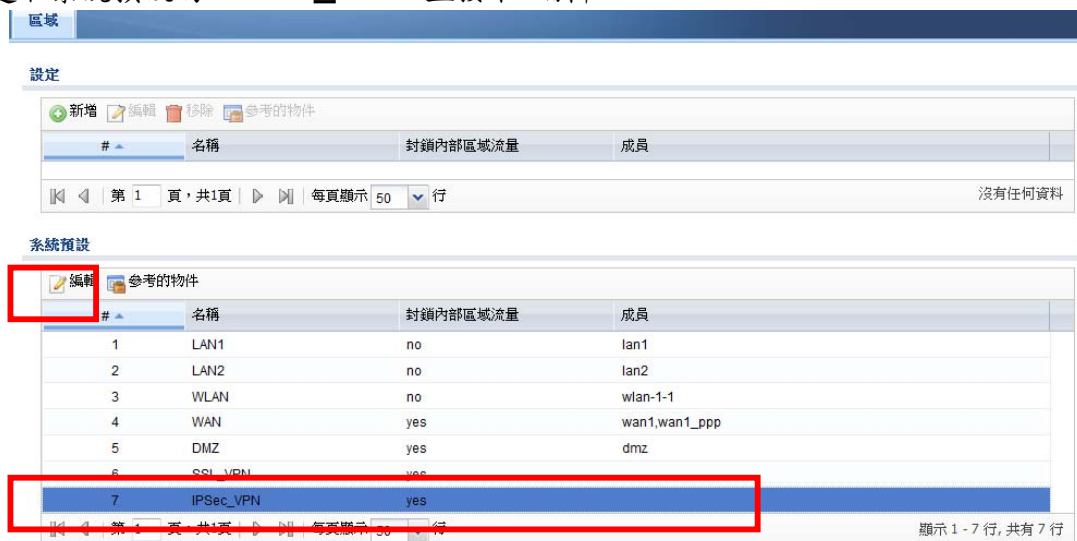 區域
設定
新增 編輯 移除 參考的物件
# 名稱 封鎖內部區域流量 成員
第 1 頁，共1頁 每頁顯示 50 行 沒有任何資料
系統預設
編輯 參考的物件
# 名稱 封鎖內部區域流量 成員
1 LAN1 no lan1
2 LAN2 no lan2
3 WLAN no wlan-1-1
4 WAN yes wan1,wan1_ppp
5 DMZ yes dmz
6 SSL_VPN yes
7 IPSec_VPN yes
第 1 頁，共1頁 每頁顯示 50 行 顯示 1 - 7 行, 共有 7 行